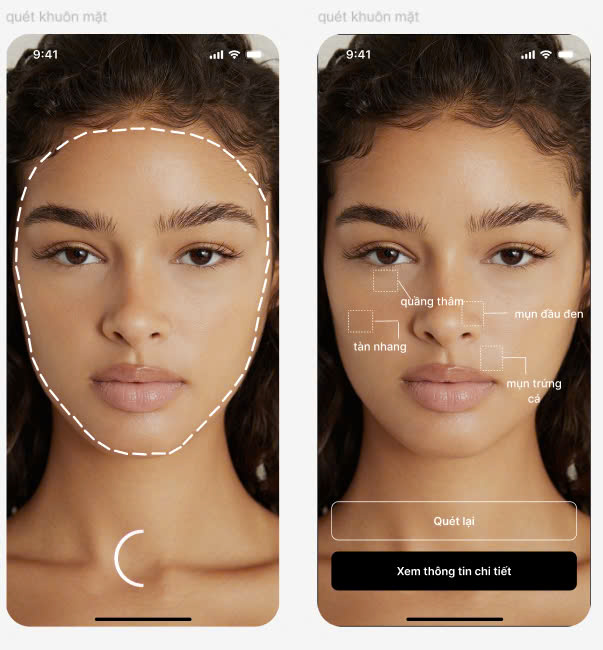 quét khuôn mặt
9:41
quét khuôn mặt
9:41
quầng thâm
mụn đầu đen
tàn nhang
mụn trứng
cá
Quét lại
Xem thông tin chi tiết